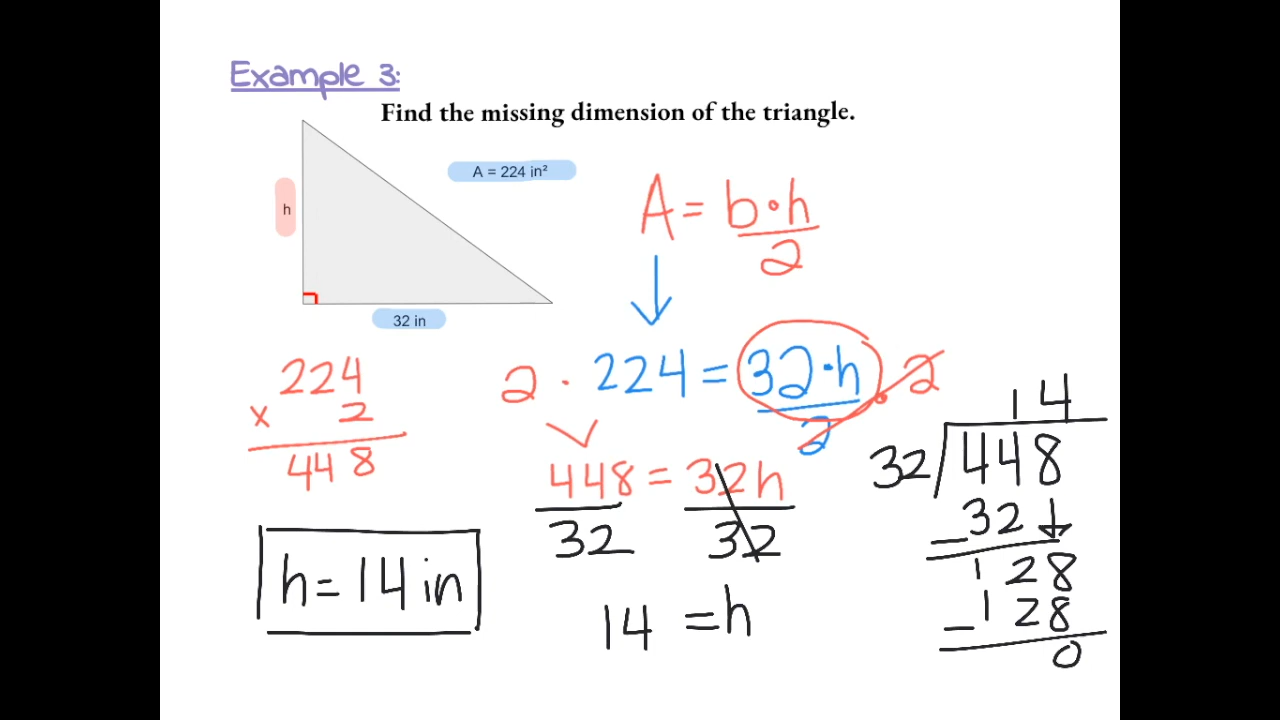 Example 3:
Find the missing dimension of the triangle.
A = 224 in²
h
32 in
A = b•h
2
2 · 224 = 32•h • 2
2
224
x 2
448
448 = 32h
32 32
14 = h
h = 14 in
14
32 448
- 32
128
- 128
0